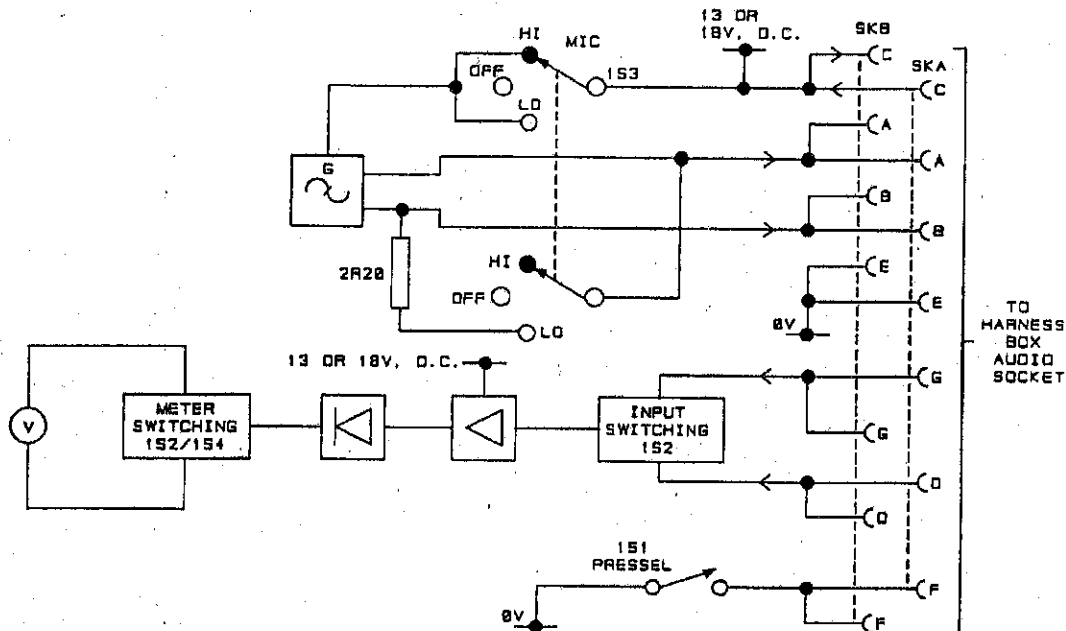 13 OR
18V, D.C.
SKB
HI
MIC
C
SKA
OFF
1S3
C
LO
A
G
A
B
B
HI
E
2R20
OFF
E
TO
HARNESS
BOX
AUDIO
SOCKET
0V
LO
13 OR 18V, D.C.
G
METER
SWITCHING
1S2/1S4
V
INPUT
SWITCHING
1S2
G
D
D
1S1
PRESSEL
F
0V
F